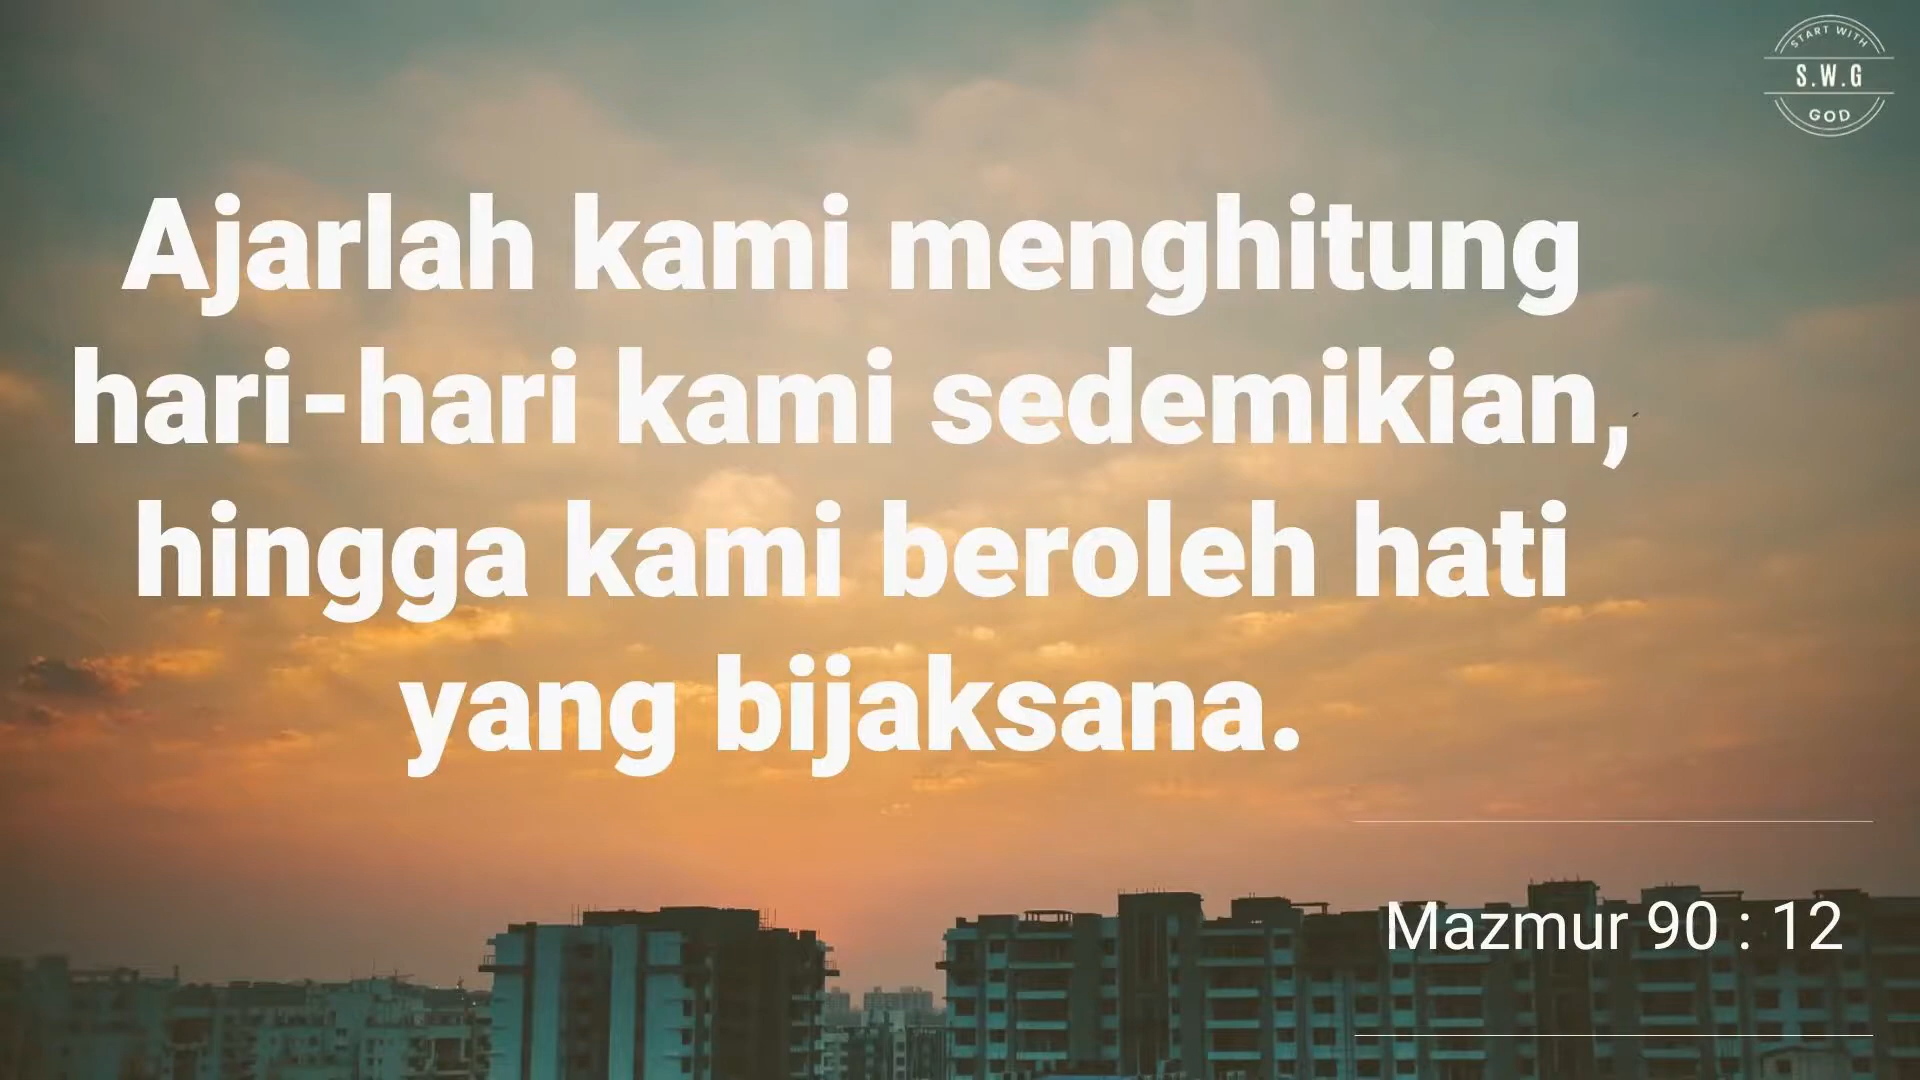 START WITH
S.W.G
GOD
Ajarlah kami menghitung
hari-hari kami sedemikian,
hingga kami beroleh hati
yang bijaksana.
Mazmur 90 : 12